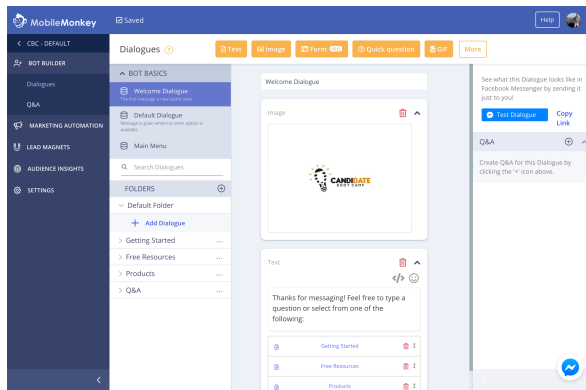 MobileMonkey
Saved
Help
CBC - DEFAULT
BOT BUILDER
Dialogues
Q&A
MARKETING AUTOMATION
LEAD MAGNETS
AUDIENCE INSIGHTS
SETTINGS
Dialogues
Text
Image
Form PRO
Quick question
GIF
More
BOT BASICS
Welcome Dialogue
The first message a new visitor sees
Default Dialogue
Message is given when no other option is
available
Main Menu
Search Dialogues
FOLDERS
Default Folder
+ Add Dialogue
Getting Started
Free Resources
Products
Q&A
Welcome Dialogue
Image
CANDIDATE
BOOT CAMP
Text
</>
Thanks for messaging! Feel free to type a
question or select from one of the
following:
Getting Started
Free Resources
Products
See what this Dialogue looks like in
Facebook Messenger by sending it
just to you!
Test Dialogue
Copy
Link
Q&A
Create Q&A for this Dialogue by
clicking the '+' icon above.